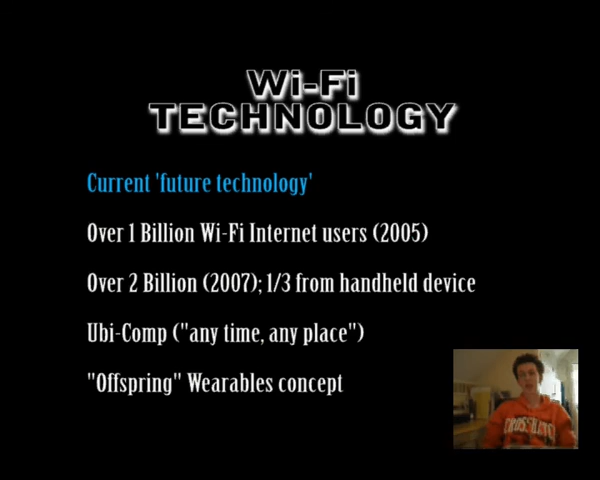 Wi-Fi
TECHNOLOGY
Current 'future technology'
Over 1 Billion Wi-Fi Internet users (2005)
Over 2 Billion (2007); 1/3 from handheld device
Ubi-Comp ("any time, any place")
"Offspring" Wearables concept